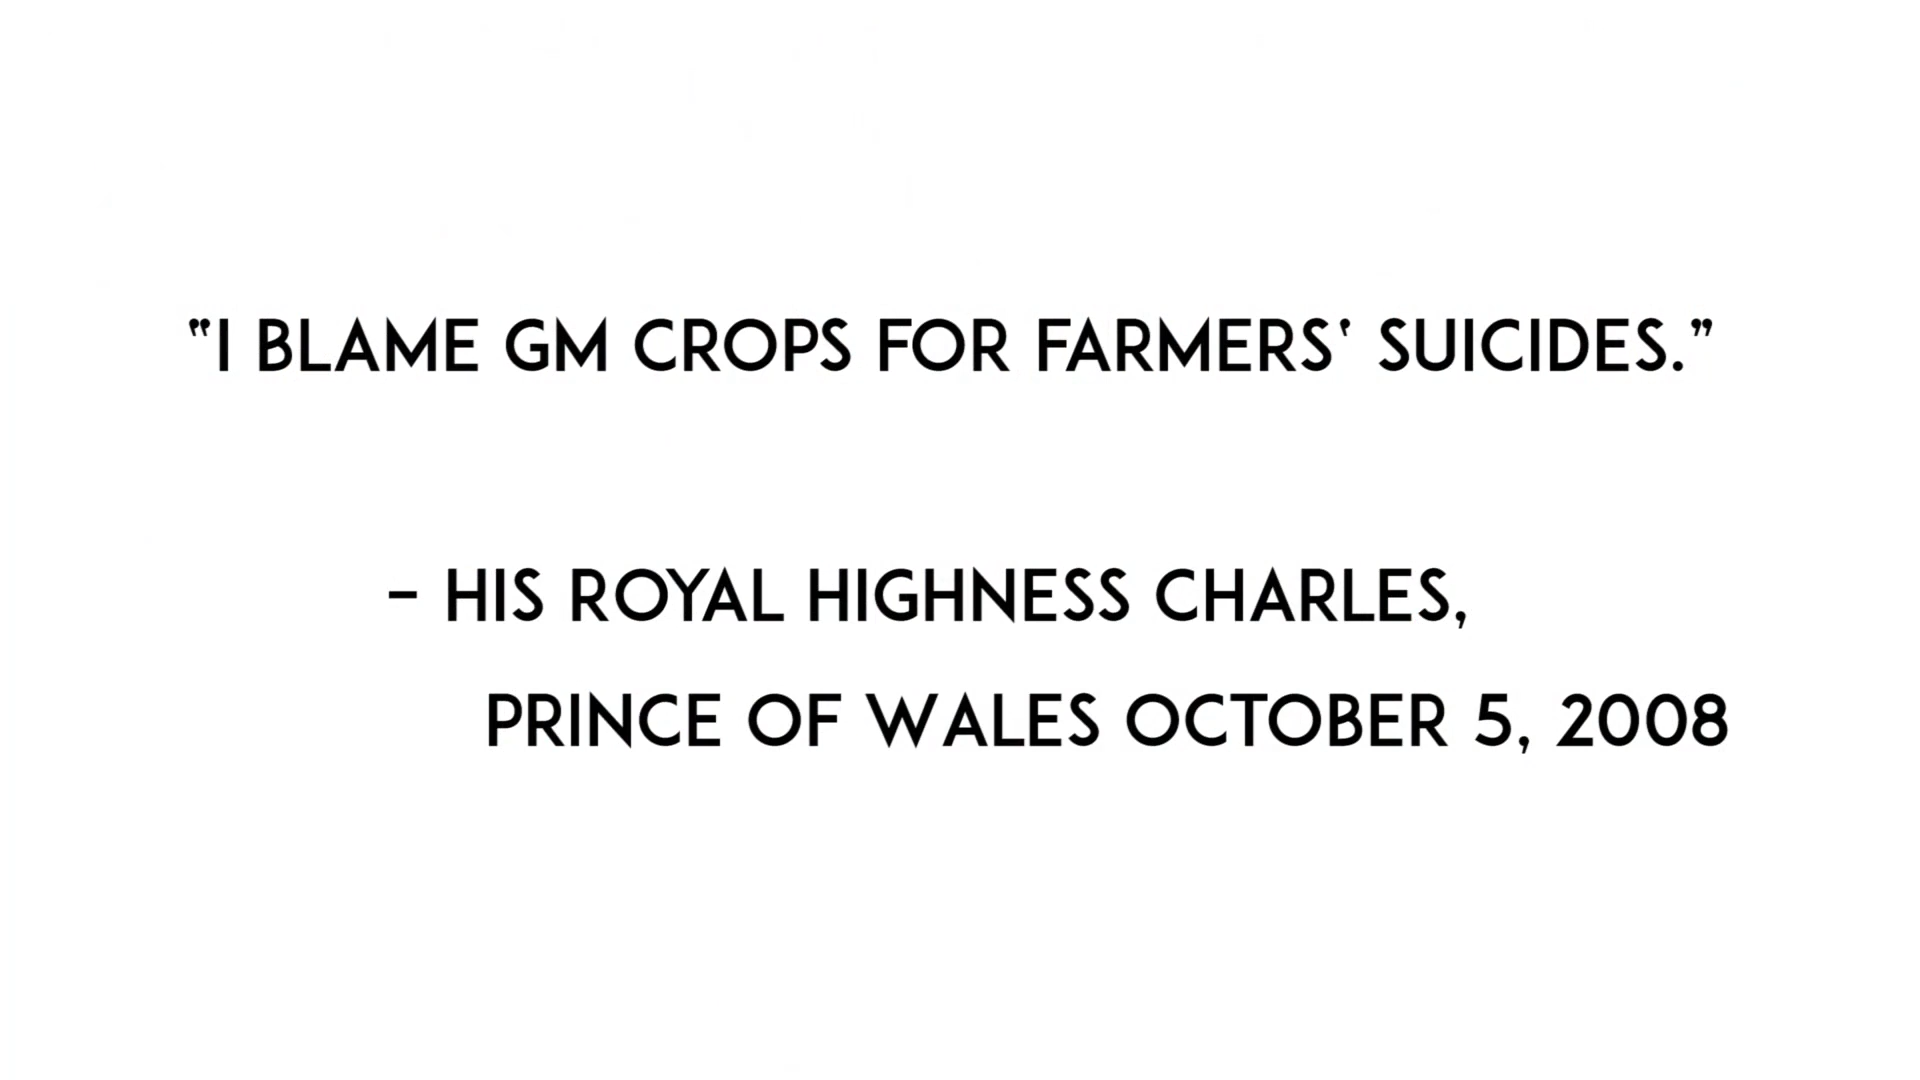 “I BLAME GM CROPS FOR FARMERS‘ SUICIDES.”
– HIS ROYAL HIGHNESS CHARLES,
PRINCE OF WALES OCTOBER 5, 2008